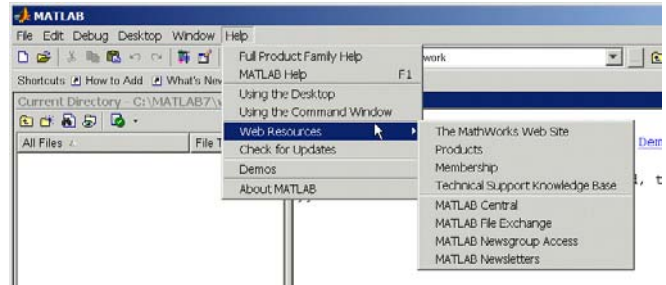 MATLAB
File Edit Debug Desktop Window Help
Shortcuts How to Add What's New
Current Directory - C:\MATLAB7\
All Files File T
Full Product Family Help
MATLAB Help F1
Using the Desktop
Using the Command Window
Web Resources
Check for Updates
Demos
About MATLAB
work
The MathWorks Web Site
Products
Membership
Technical Support Knowledge Base
MATLAB Central
MATLAB File Exchange
MATLAB Newsgroup Access
MATLAB Newsletters
Dem